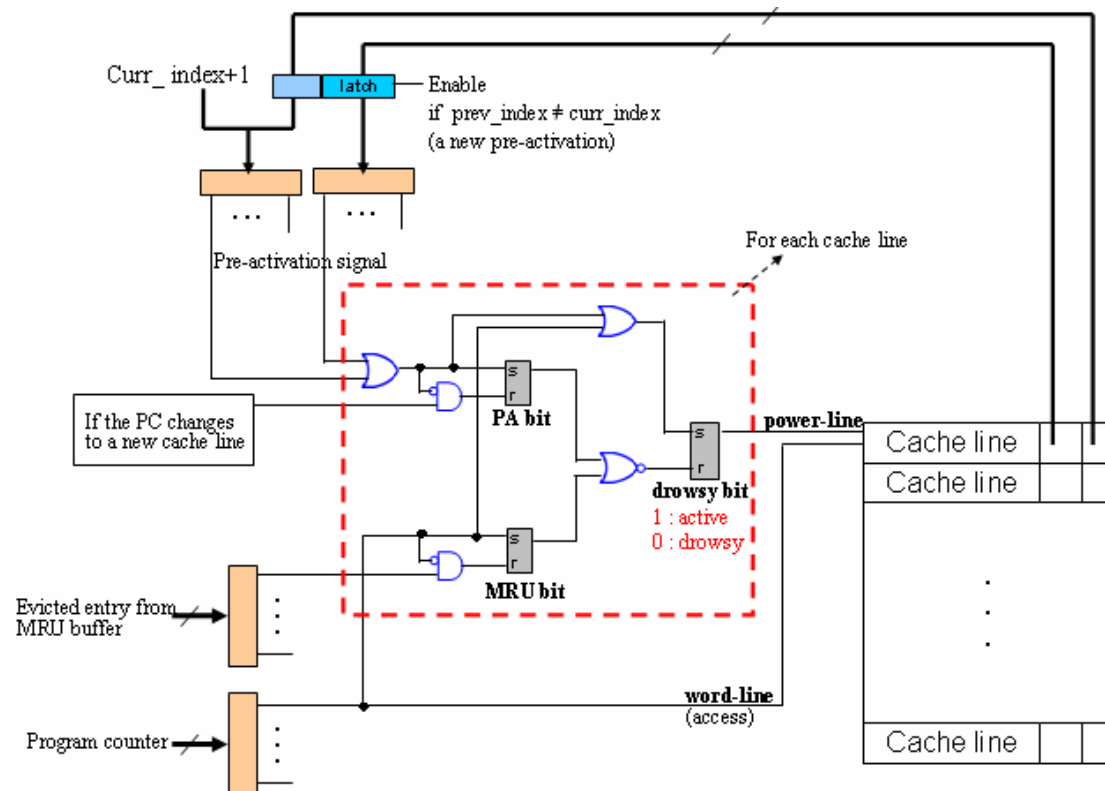 Curr_ index+1
latch
Enable
if prev_index ≠ curr_index
(a new pre-activation)
. . .
. . .
Pre-activation signal
For each cache line
s
r
PA bit
If the PC changes
to a new cache line
s
r
drowsy bit
1 : active
0 : drowsy
power-line
Cache line
Cache line
s
r
MRU bit
Evicted entry from
MRU buffer
word-line
(access)
Program counter
Cache line